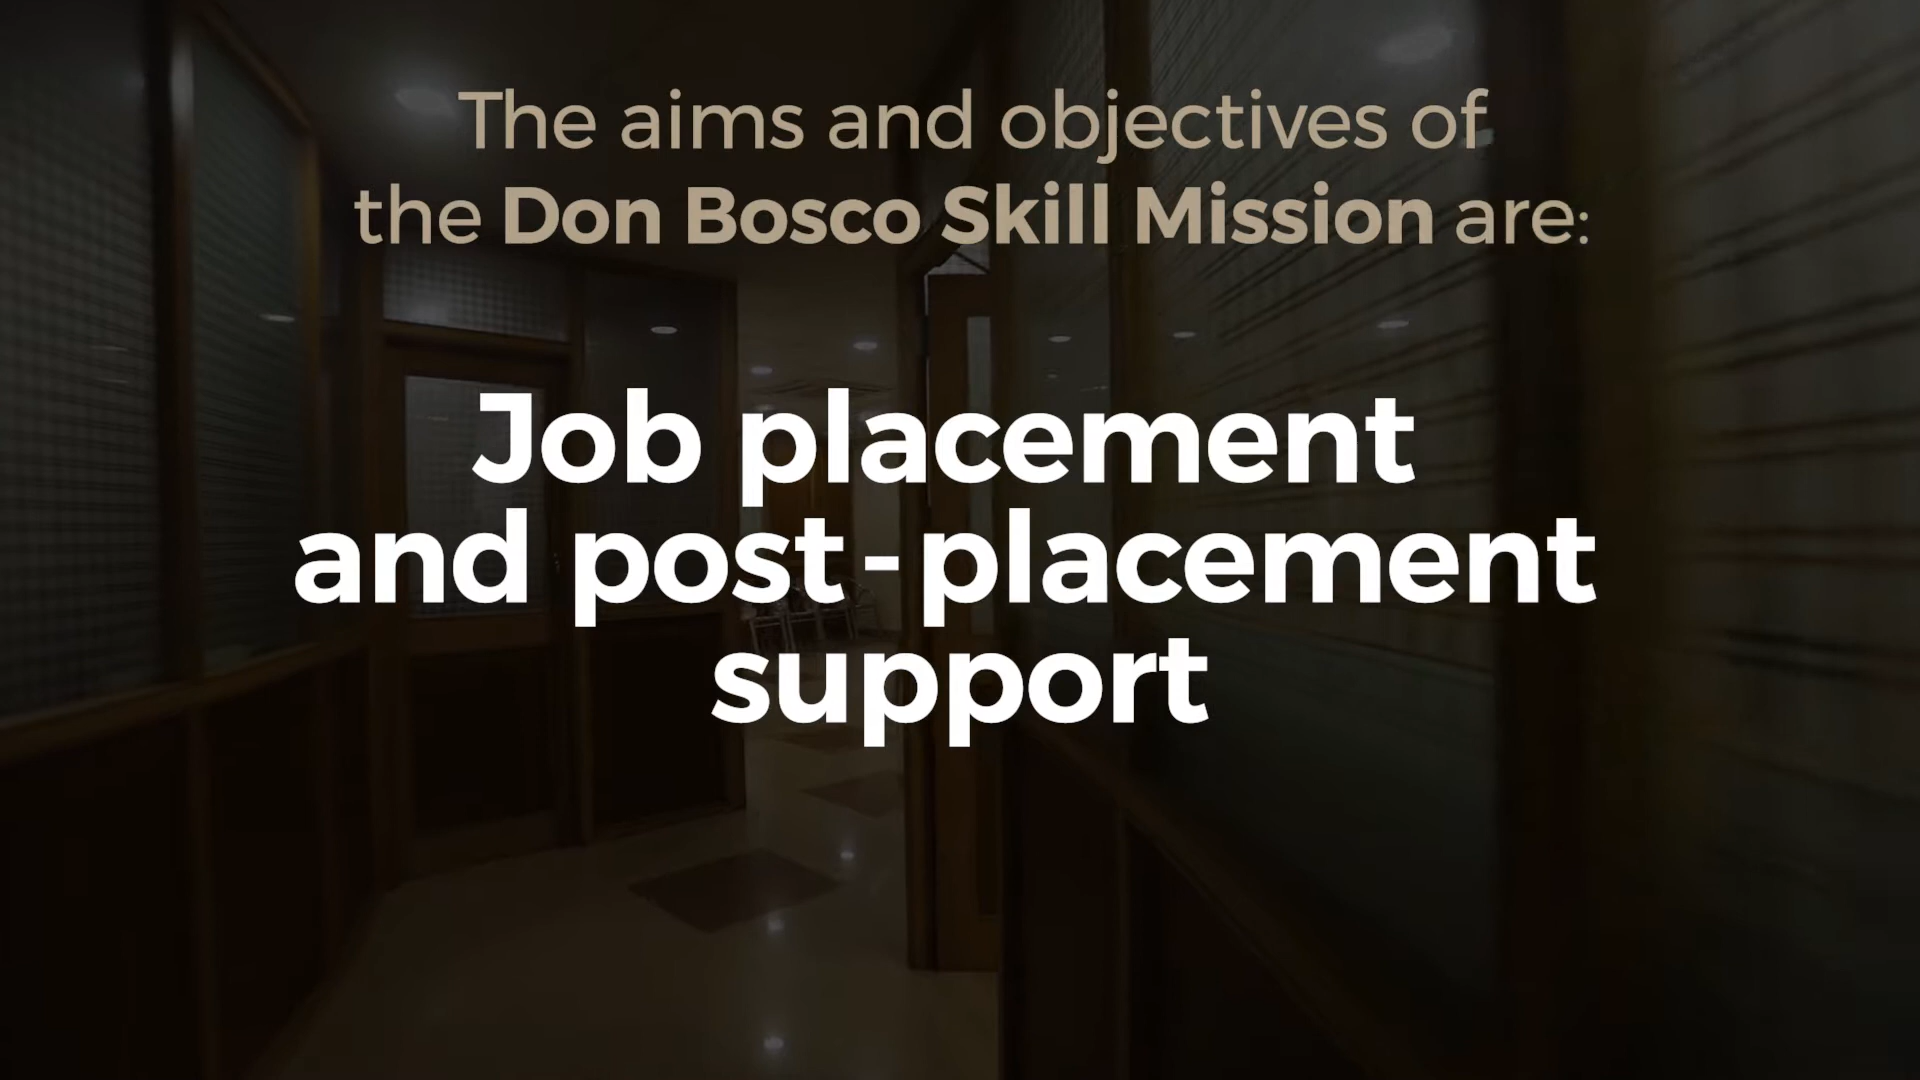 The aims and objectives of
the Don Bosco Skill Mission are:
Job placement
and post-placement
support